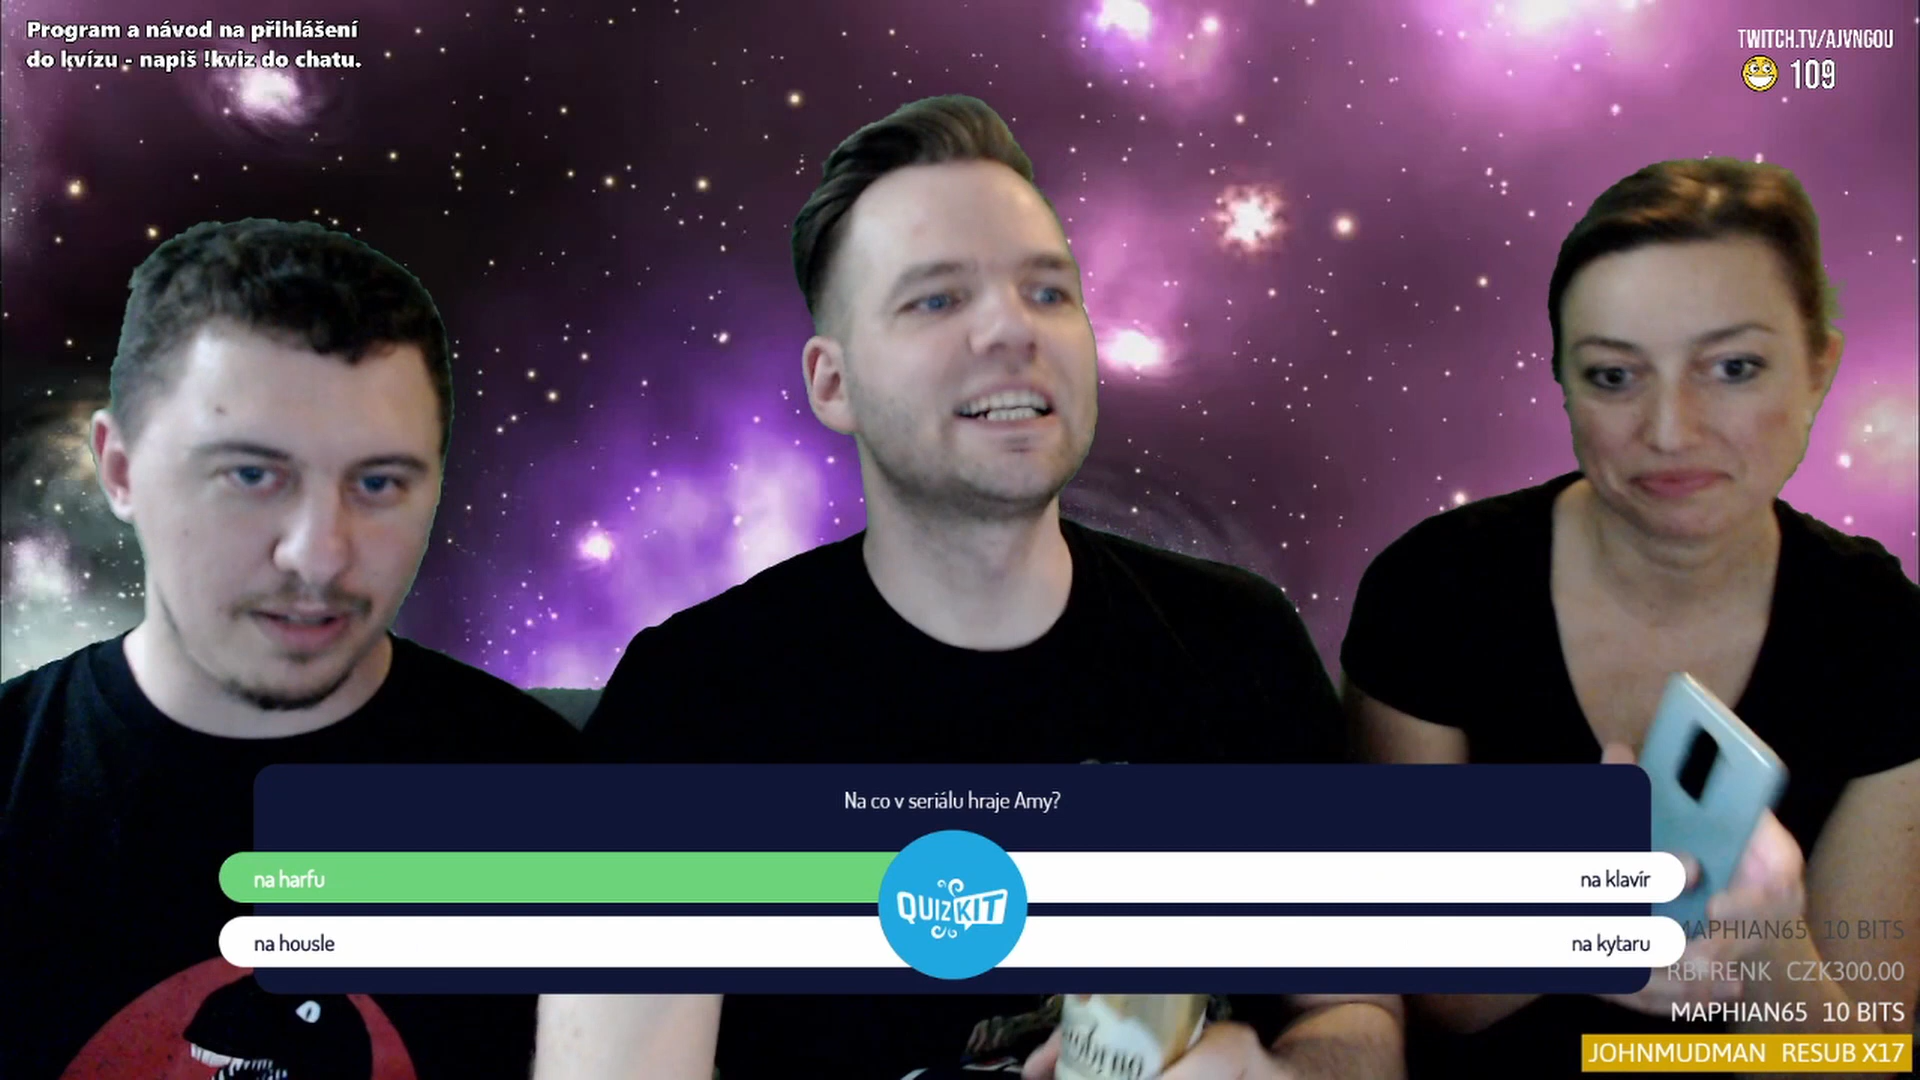 Program a návod na přihlášení
do kvízu - napiš !kviz do chatu.
TWITCH.TV/AJVNGOU
109
Na co v seriálu hraje Amy?
na harfu
na klavír
na housle
na kytaru
QUIZKIT
MAPHIAN65 10 BITS
RBFRENK CZK300.00
MAPHIAN65 10 BITS
JOHNMUDMAN RESUB X17